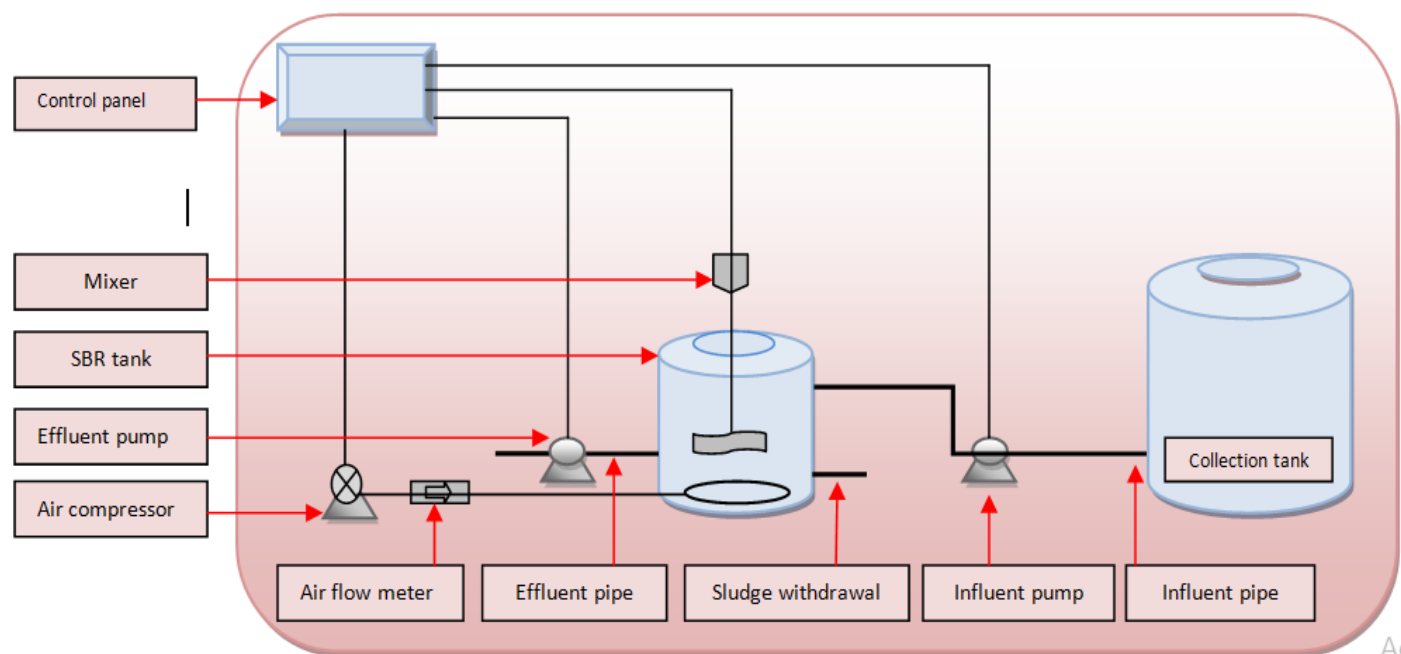 Control panel
Mixer
SBR tank
Effluent pump
Air compressor
Collection tank
Air flow meter
Effluent pipe
Sludge withdrawal
Influent pump
Influent pipe